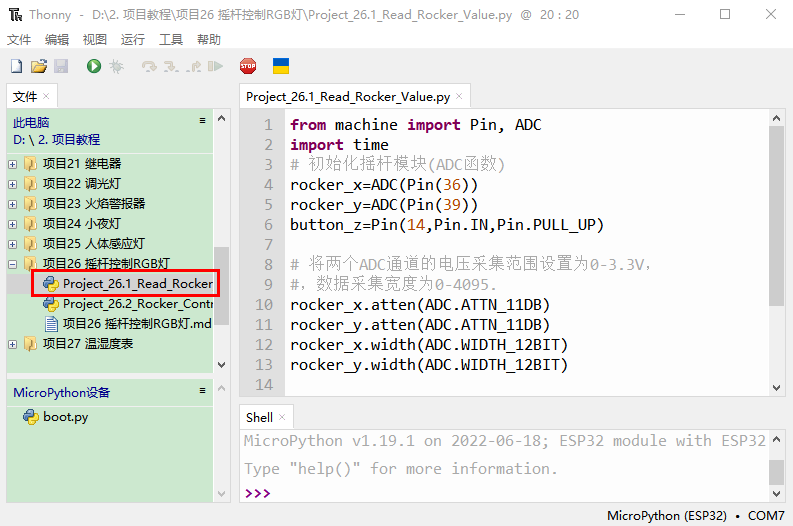 Thonny - D:\2. 项目教程\项目26 摇杆控制RGB灯\Project_26.1_Read_Rocker_Value.py @ 20 : 20
文件 编辑 视图 运行 工具 帮助
STOP
文件 ×
此电脑
D: \ 2. 项目教程
项目21 继电器
项目22 调光灯
项目23 火焰警报器
项目24 小夜灯
项目25 人体感应灯
项目26 摇杆控制RGB灯
Project_26.1_Read_Rocker
Project_26.2_Rocker_Contr
项目26 摇杆控制RGB灯.md
项目27 温湿度表
MicroPython设备
boot.py
Project_26.1_Read_Rocker_Value.py ×
1 from machine import Pin, ADC
2 import time
3 # 初始化摇杆模块(ADC函数)
4 rocker_x=ADC(Pin(36))
5 rocker_y=ADC(Pin(39))
6 button_z=Pin(14,Pin.IN,Pin.PULL_UP)
7
8 # 将两个ADC通道的电压采集范围设置为0-3.3V，
9 #，数据采集宽度为0-4095.
10 rocker_x.atten(ADC.ATTN_11DB)
11 rocker_y.atten(ADC.ATTN_11DB)
12 rocker_x.width(ADC.WIDTH_12BIT)
13 rocker_y.width(ADC.WIDTH_12BIT)
14
Shell ×
MicroPython v1.19.1 on 2022-06-18; ESP32 module with ESP32
Type "help()" for more information.
>>>
MicroPython (ESP32) • COM7